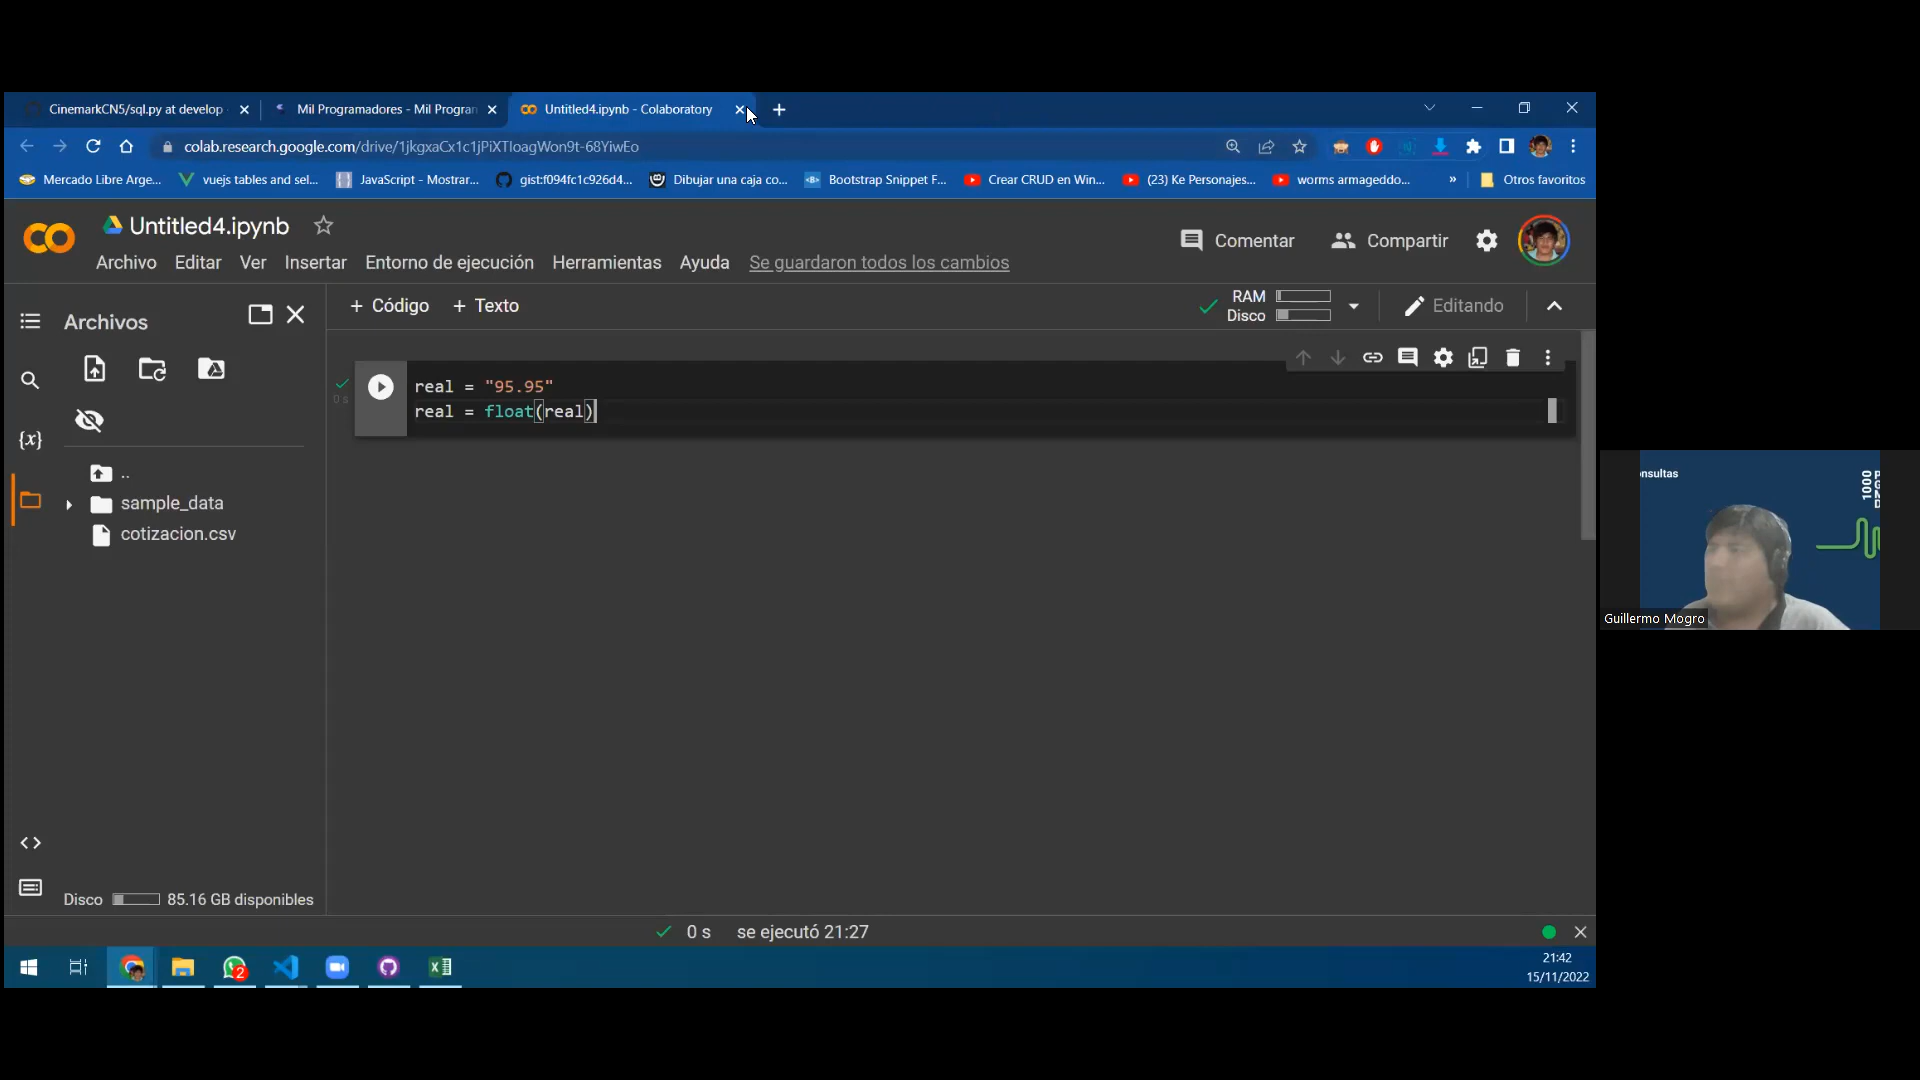 CinemarkCN5/sql.py at develop
Mil Programadores - Mil Program
Untitled4.ipynb - Colaboratory
colab.research.google.com/drive/1jkgxaCx1c1jPiXTloagWon9t-68YiwEo
Mercado Libre Arge...
vuejs tables and sel...
JavaScript - Mostrar...
gist:f094fc1c926d4...
Dibujar una caja co...
Bootstrap Snippet F...
Crear CRUD en Win...
(23) Ke Personajes...
worms armageddo...
»
Otros favoritos
Untitled4.ipynb
Comentar
Compartir
Archivo
Editar
Ver
Insertar
Entorno de ejecución
Herramientas
Ayuda
Se guardaron todos los cambios
Archivos
+ Código
+ Texto
RAM
Disco
Editando
real = "95.95"
real = float(real)
0 s
{x}
..
sample_data
cotizacion.csv
nsultas
1000
Guillermo Mogro
Disco
85.16 GB disponibles
0 s
se ejecutó 21:27
2
21:42
15/11/2022